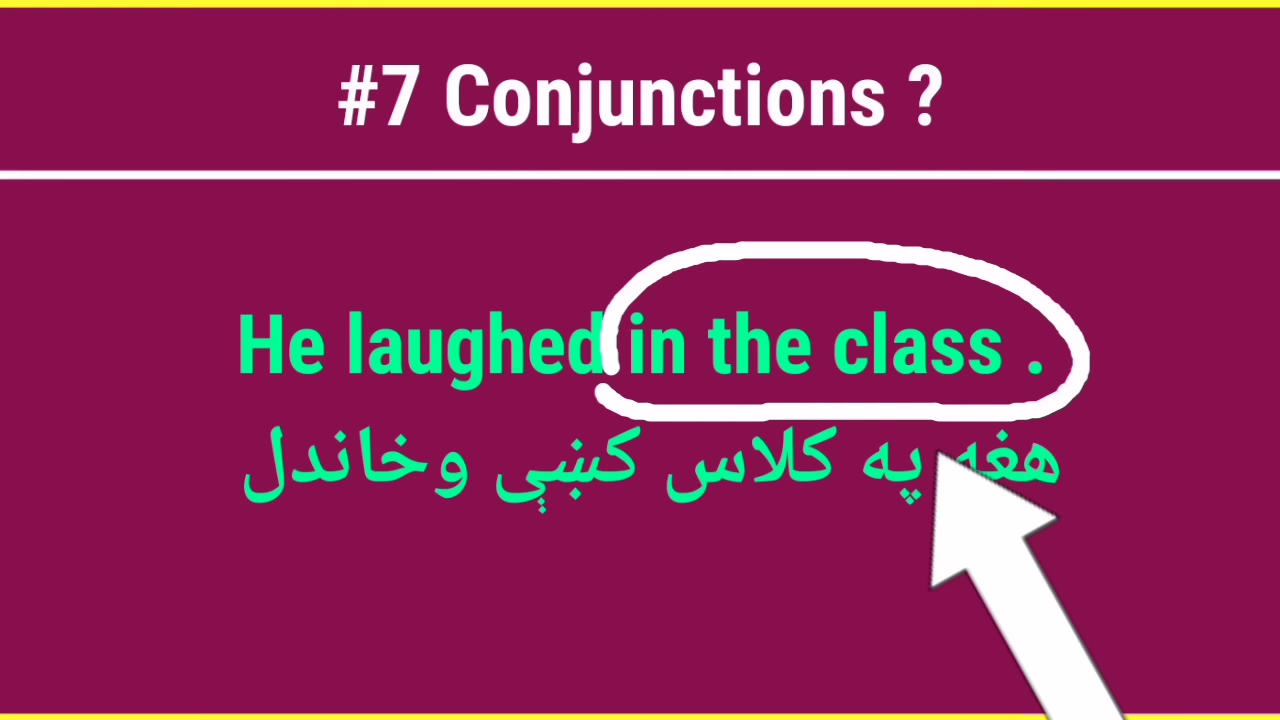 #7 Conjunctions ?
He laughed in the class .
هغه په کلاس کښې وخاندل